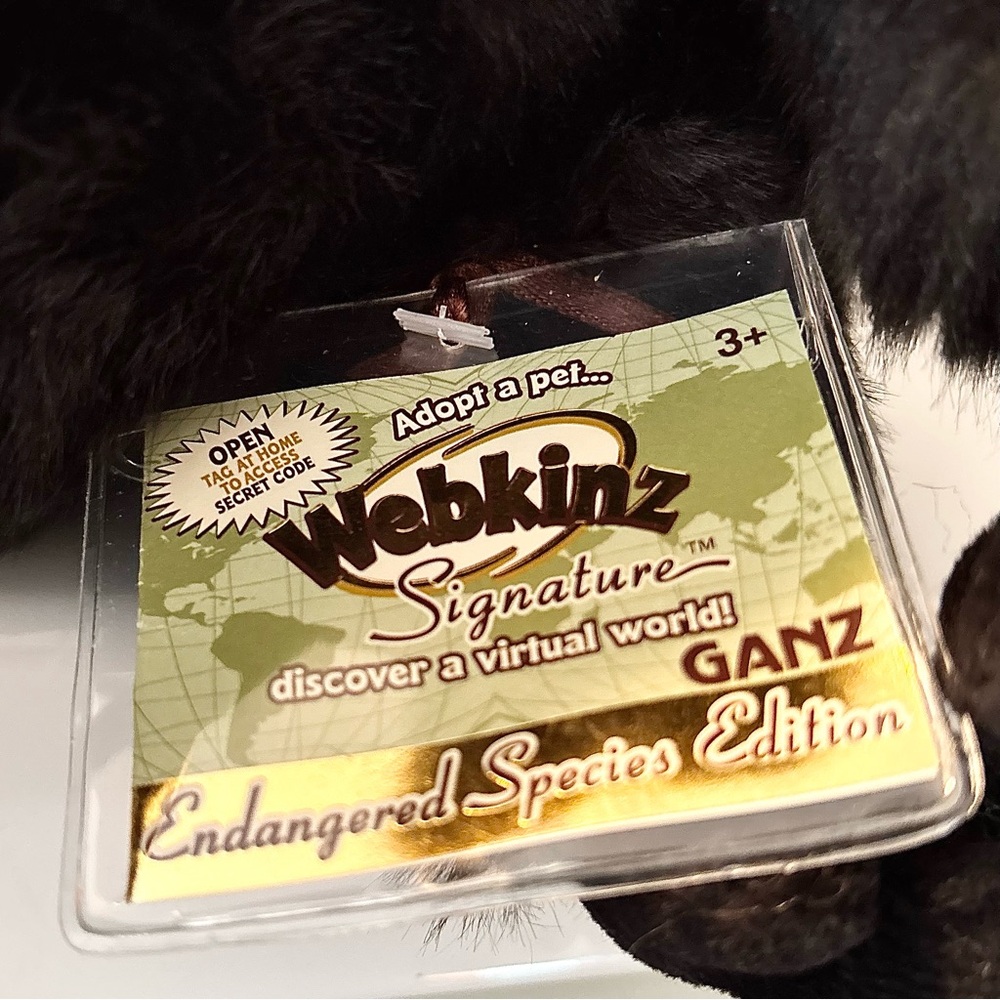 3+
Adopt a pet...
OPEN
TAG AT HOME
TO ACCESS
SECRET CODE
Webkinz
Signature™
discover a virtual world!
GANZ
Endangered Species Edition